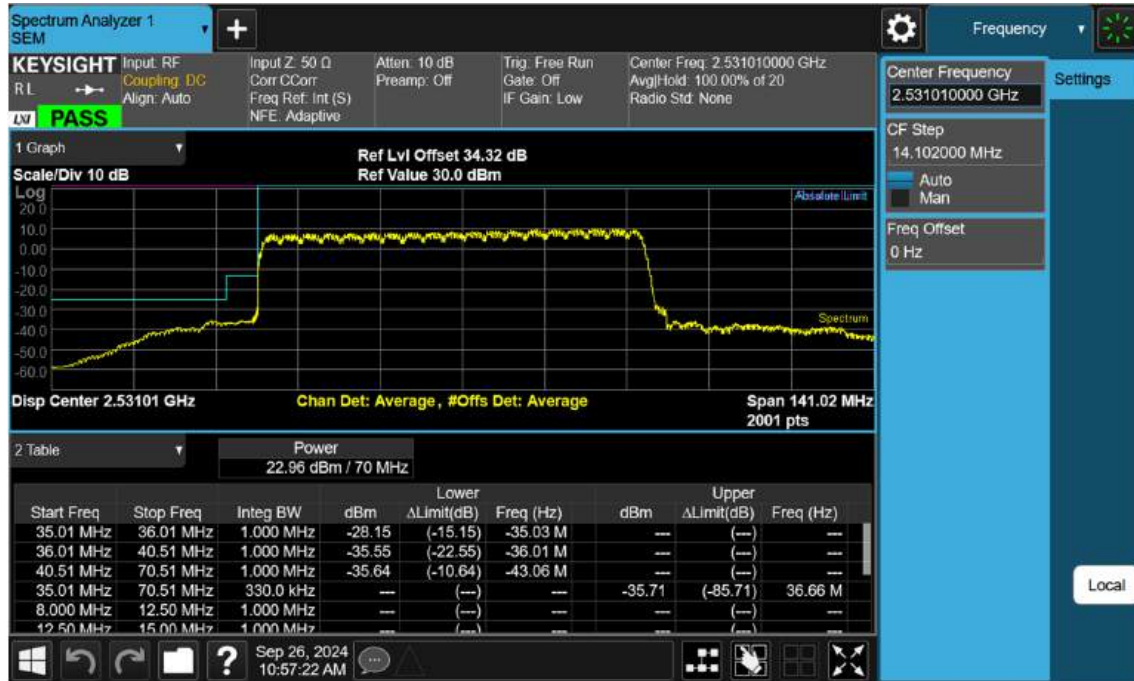 Spectrum Analyzer 1
SEM
Frequency
KEYSIGHT
R L
LXI
PASS
Input: RF
Coupling: DC
Align: Auto
Input Z: 50 Ω
Corr CCorr
Freq Ref: Int (S)
NFE: Adaptive
Atten: 10 dB
Preamp: Off
Trig: Free Run
Gate: Off
IF Gain: Low
Center Freq: 2.531010000 GHz
Avg|Hold: 100.00% of 20
Radio Std: None
Center Frequency
2.531010000 GHz
Settings
CF Step
14.102000 MHz
Auto
Man
Freq Offset
0 Hz
Local
1 Graph
Scale/Div 10 dB
Ref Lvl Offset 34.32 dB
Ref Value 30.0 dBm
Log
Absolute Limit
20.0
10.0
0.00
-10.0
-20.0
-30.0
-40.0
-60.0
Spectrum
Disp Center 2.53101 GHz
Chan Det: Average, #Offs Det: Average
Span 141.02 MHz
2001 pts
2 Table
Power
22.96 dBm / 70 MHz
Lower Upper
Start Freq Stop Freq Integ BW dBm ΔLimit(dB) Freq (Hz) dBm ΔLimit(dB) Freq (Hz)
35.01 MHz 36.01 MHz 1.000 MHz -28.15 (-15.15) -35.03 M --- (---) ---
36.01 MHz 40.51 MHz 1.000 MHz -35.55 (-22.55) -36.01 M --- (---) ---
40.51 MHz 70.51 MHz 1.000 MHz -35.64 (-10.64) -43.06 M --- (---) ---
35.01 MHz 70.51 MHz 330.0 kHz --- (---) --- -35.71 (-85.71) 36.66 M
8.000 MHz 12.50 MHz 1.000 MHz --- (---) --- --- (---) ---
12.50 MHz 15.00 MHz 1.000 MHz --- (---) --- --- (---) ---
Sep 26, 2024
10:57:22 AM